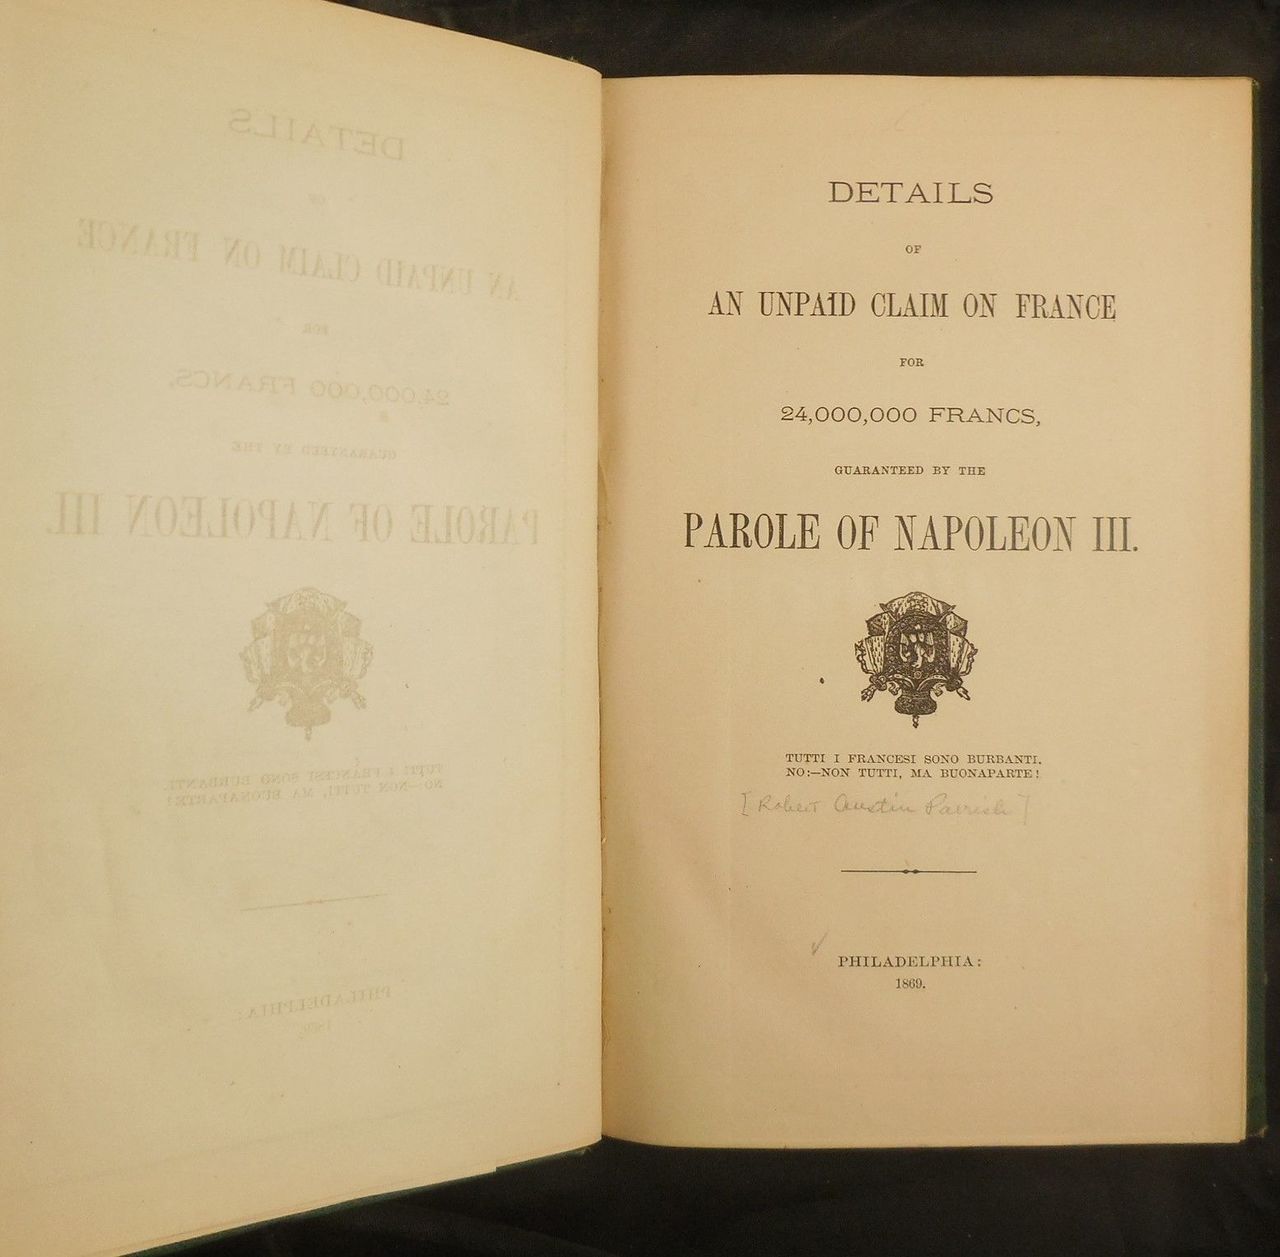 DETAILS
OF
AN UNPAID CLAIM ON FRANCE
FOR
24,000,000 FRANCS,
GUARANTEED BY THE
PAROLE OF NAPOLEON III.
TUTTI I FRANCESI SONO BURBANTI.
NO:—NON TUTTI, MA BUONAPARTE!
[Robert Austin Parrish]
PHILADELPHIA:
1869.